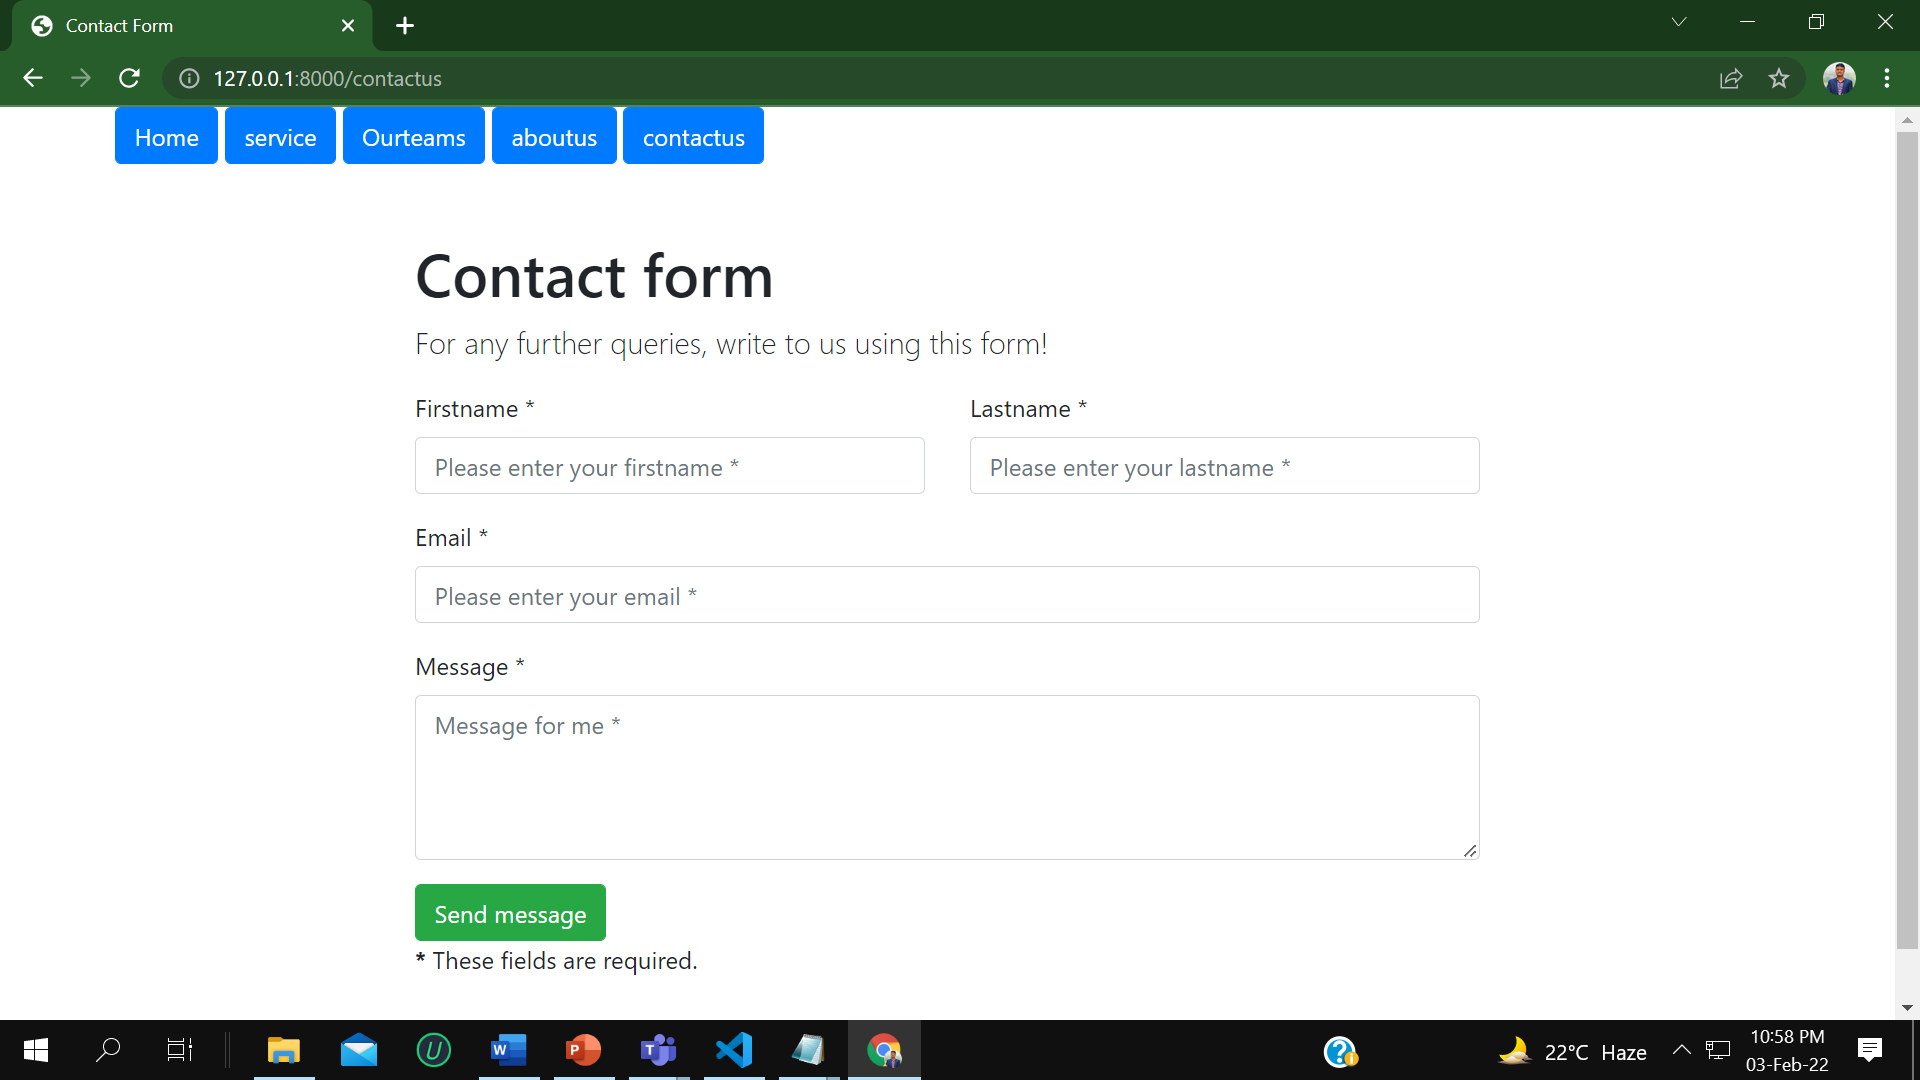 Contact Form
127.0.0.1:8000/contactus
Home service Ourteams aboutus contactus
Contact form
For any further queries, write to us using this form!
Firstname * Lastname *
Please enter your firstname * Please enter your lastname *
Email *
Please enter your email *
Message *
Message for me *
Send message
* These fields are required.
22°C Haze 10:58 PM
03-Feb-22